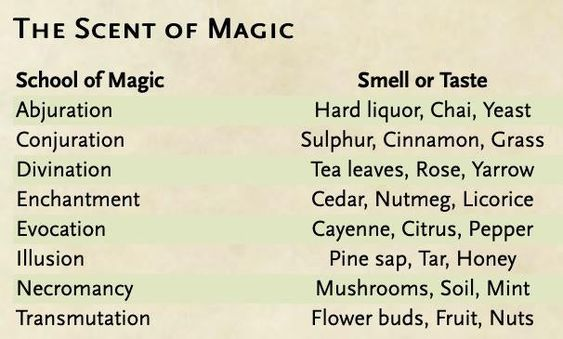 The Scent of Magic
School of Magic Smell or Taste
Abjuration Hard liquor, Chai, Yeast
Conjuration Sulphur, Cinnamon, Grass
Divination Tea leaves, Rose, Yarrow
Enchantment Cedar, Nutmeg, Licorice
Evocation Cayenne, Citrus, Pepper
Illusion Pine sap, Tar, Honey
Necromancy Mushrooms, Soil, Mint
Transmutation Flower buds, Fruit, Nuts